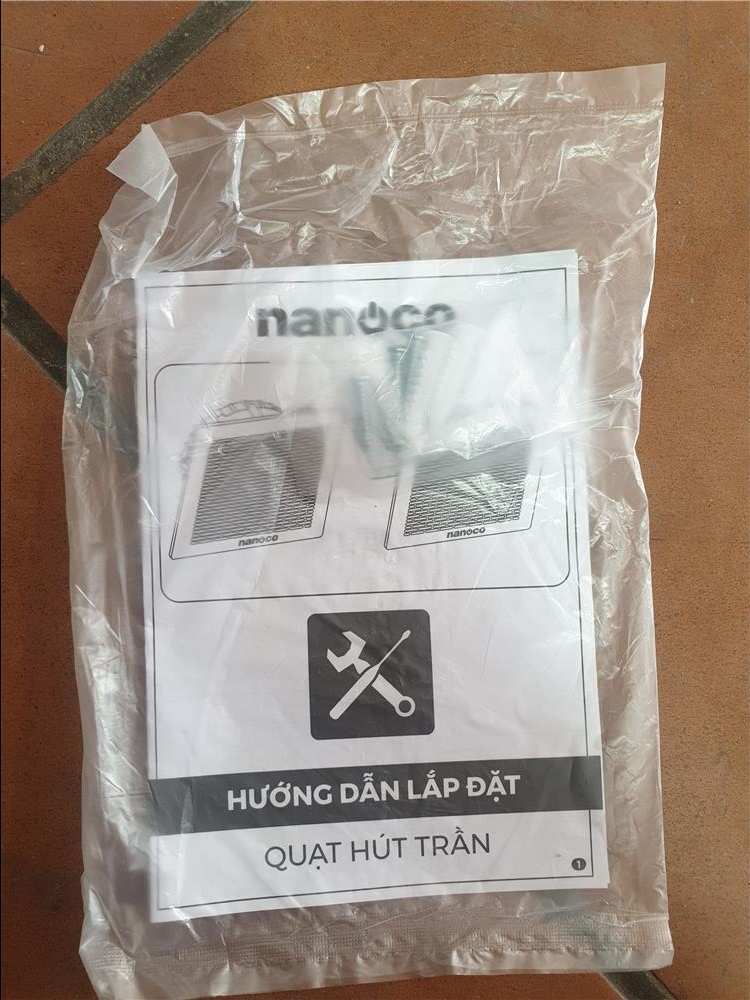 nanoco
nanoco
nanoco
HƯỚNG DẪN LẮP ĐẶT
QUẠT HÚT TRẦN
1